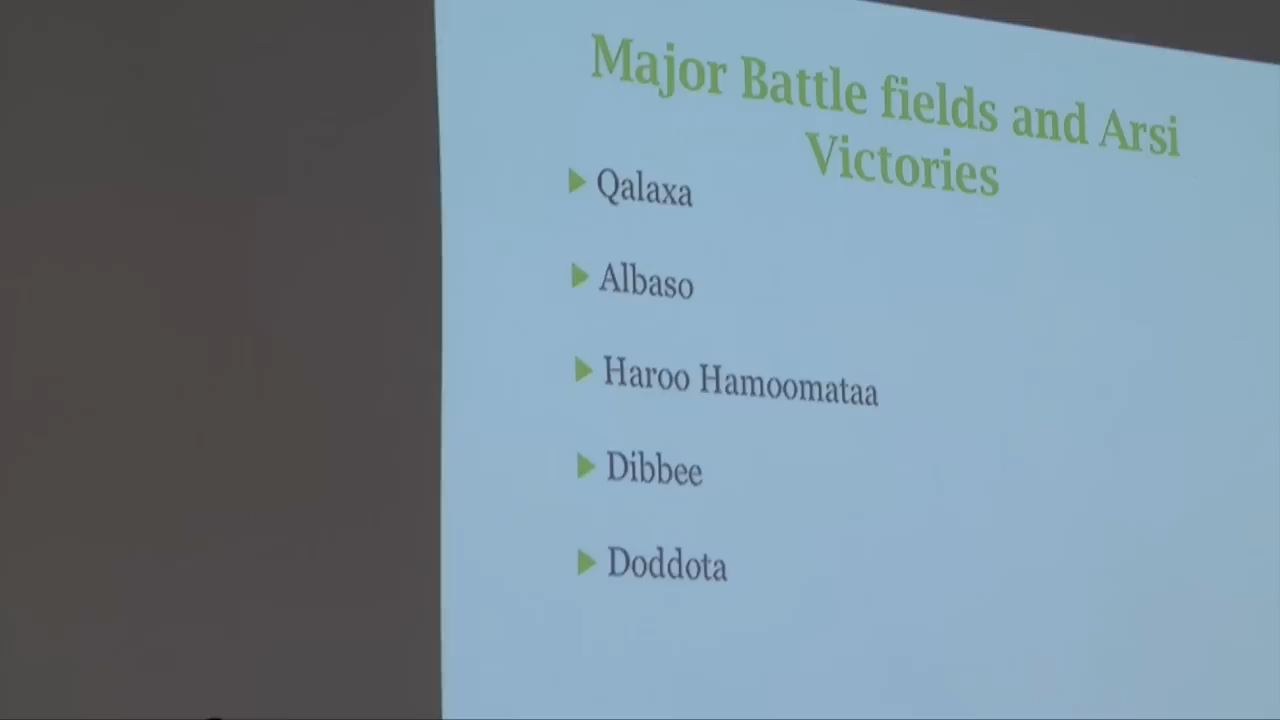 Major Battle fields and Arsi
Victories
Qalaxa
Albaso
Haroo Hamoomataa
Dibbee
Doddota